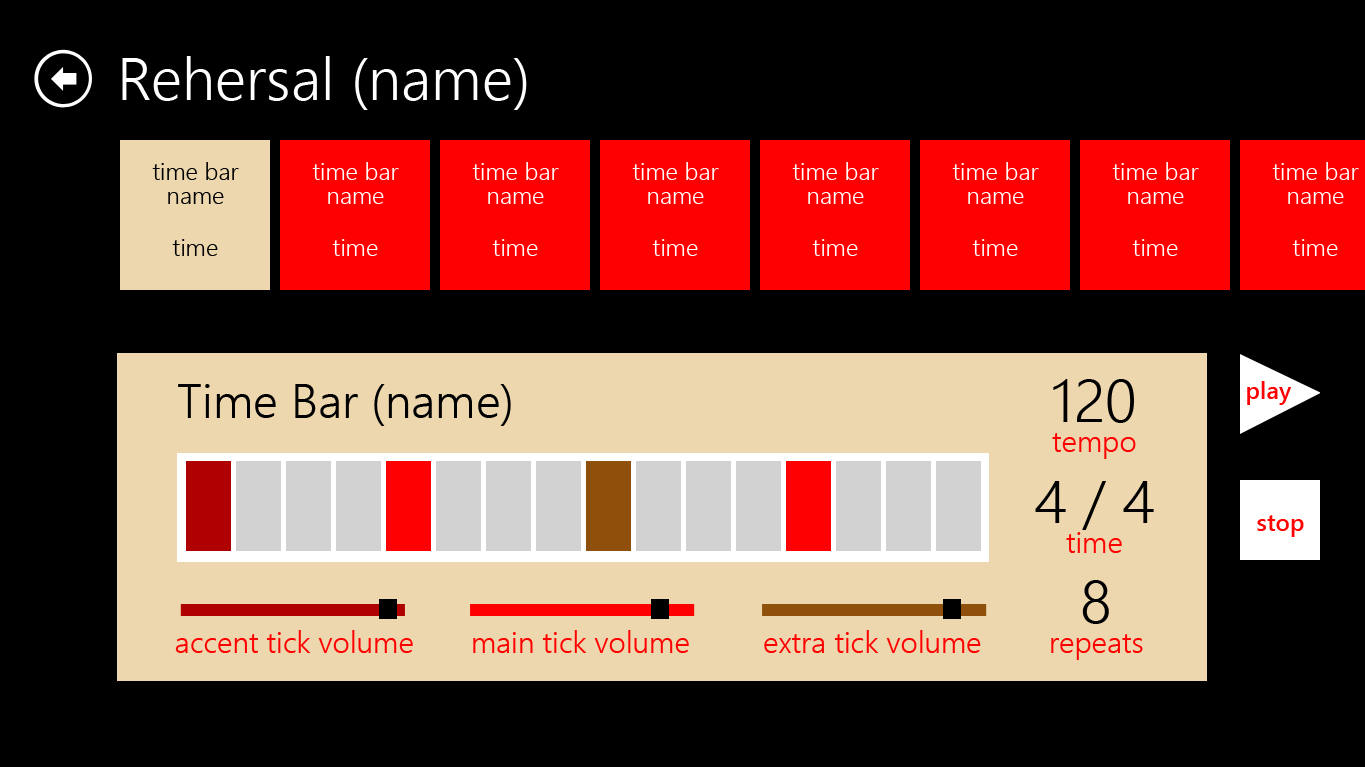 Rehersal (name)
time bar
name
time
time bar
name
time
time bar
name
time
time bar
name
time
time bar
name
time
time bar
name
time
time bar
name
time
time bar
name
time
Time Bar (name)
120
tempo
4 / 4
time
8
repeats
accent tick volume
main tick volume
extra tick volume
play
stop